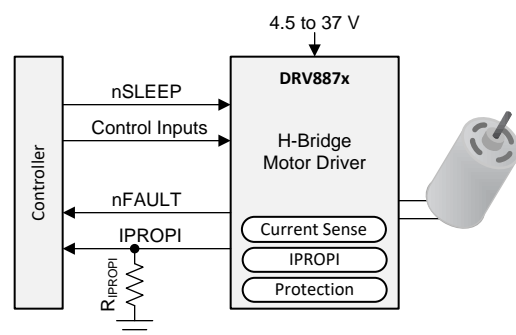 4.5 to 37 V
DRV887x
nSLEEP
Control Inputs
H-Bridge
Motor Driver
Controller
nFAULT
IPROPI
Current Sense
IPROPI
Protection
RIPROPI